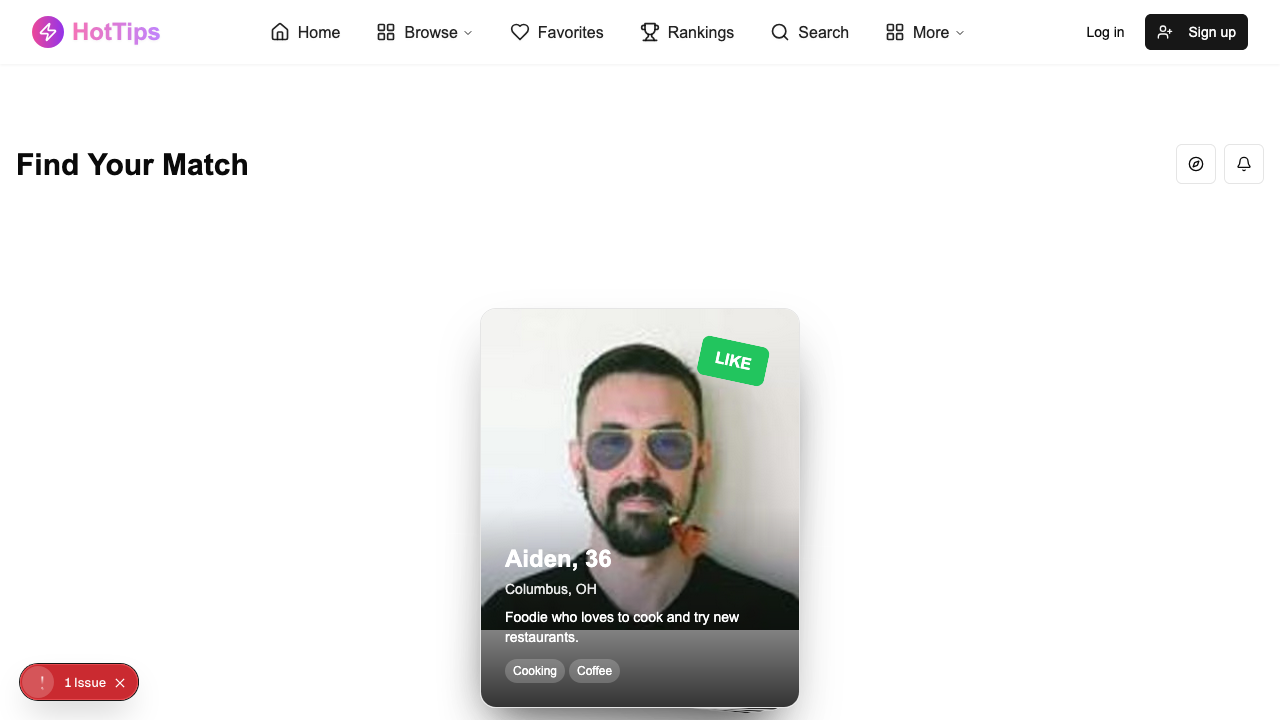 HotTips
Home
Browse
Favorites
Rankings
Search
More
Log in
Sign up
Find Your Match
LIKE
Aiden, 36
Columbus, OH
Foodie who loves to cook and try new
restaurants.
Cooking
Coffee
! 1 Issue